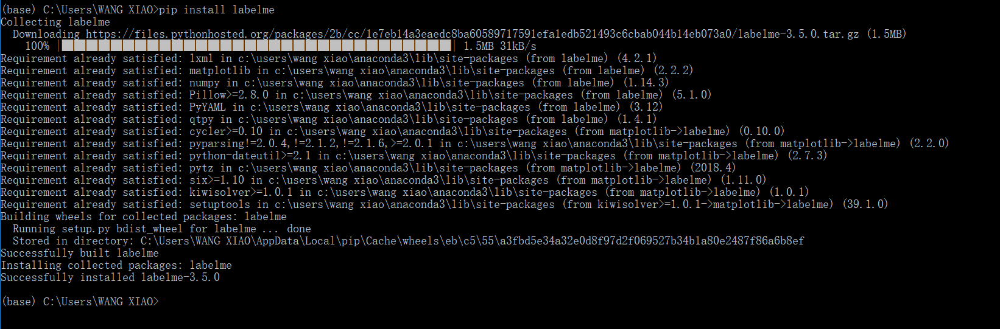 (base) C:\Users\WANG XIAO>pip install labelme
Collecting labelme
  Downloading https://files.pythonhosted.org/packages/2b/cc/1e7eb14a3eaedc8ba60589717591efa1edb521493c6cbab044b14eb073a0/labelme-3.5.0.tar.gz (1.5MB)
    100% | | 1.5MB 31kB/s
Requirement already satisfied: lxml in c:\users\wang xiao\anaconda3\lib\site-packages (from labelme) (4.2.1)
Requirement already satisfied: matplotlib in c:\users\wang xiao\anaconda3\lib\site-packages (from labelme) (2.2.2)
Requirement already satisfied: numpy in c:\users\wang xiao\anaconda3\lib\site-packages (from labelme) (1.14.3)
Requirement already satisfied: Pillow>=2.8.0 in c:\users\wang xiao\anaconda3\lib\site-packages (from labelme) (5.1.0)
Requirement already satisfied: PyYAML in c:\users\wang xiao\anaconda3\lib\site-packages (from labelme) (3.12)
Requirement already satisfied: qtpy in c:\users\wang xiao\anaconda3\lib\site-packages (from labelme) (1.4.1)
Requirement already satisfied: cycler>=0.10 in c:\users\wang xiao\anaconda3\lib\site-packages (from matplotlib->labelme) (0.10.0)
Requirement already satisfied: pyparsing!=2.0.4,!=2.1.2,!=2.1.6,>=2.0.1 in c:\users\wang xiao\anaconda3\lib\site-packages (from matplotlib->labelme) (2.2.0)
Requirement already satisfied: python-dateutil>=2.1 in c:\users\wang xiao\anaconda3\lib\site-packages (from matplotlib->labelme) (2.7.3)
Requirement already satisfied: pytz in c:\users\wang xiao\anaconda3\lib\site-packages (from matplotlib->labelme) (2018.4)
Requirement already satisfied: six>=1.10 in c:\users\wang xiao\anaconda3\lib\site-packages (from matplotlib->labelme) (1.11.0)
Requirement already satisfied: kiwisolver>=1.0.1 in c:\users\wang xiao\anaconda3\lib\site-packages (from matplotlib->labelme) (1.0.1)
Requirement already satisfied: setuptools in c:\users\wang xiao\anaconda3\lib\site-packages (from kiwisolver>=1.0.1->matplotlib->labelme) (39.1.0)
Building wheels for collected packages: labelme
  Running setup.py bdist_wheel for labelme ... done
  Stored in directory: C:\Users\WANG XIAO\AppData\Local\pip\Cache\wheels\eb\c5\55\a3fbd5e34a32e0d8f97d2f069527b34b1a80e2487f86a6b8ef
Successfully built labelme
Installing collected packages: labelme
Successfully installed labelme-3.5.0
(base) C:\Users\WANG XIAO>